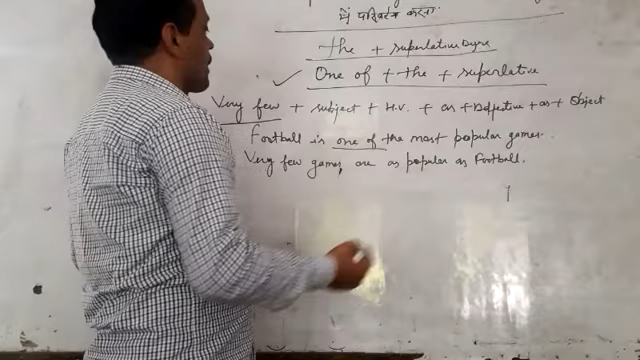 में परिवर्तन करना
the + superlative Dgre
✓ One of + the + superlative
Very few + subject + H.V. + as + Adjective + as + Object
Football is one of the most popular games.
Very few games are as popular as Football.